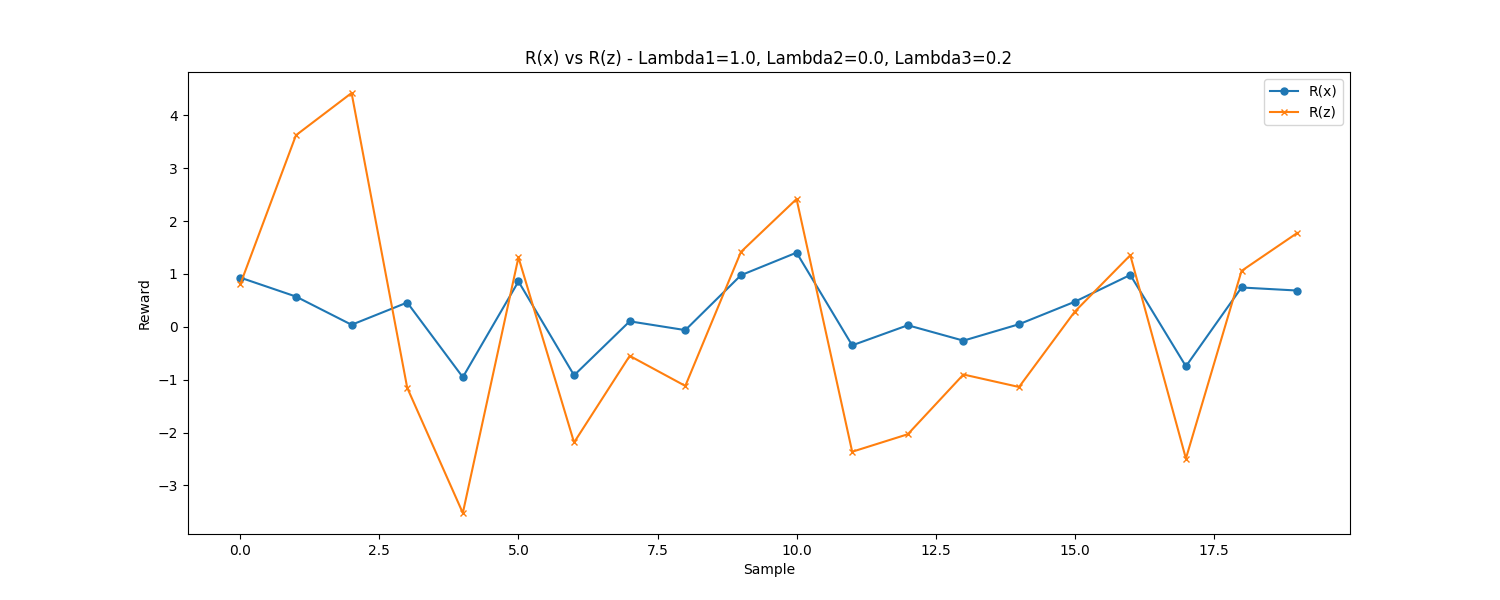 R(x) vs R(z) - Lambda1=1.0, Lambda2=0.0, Lambda3=0.2
R(x)
R(z)
4
3
2
1
0
−1
−2
−3
Reward
0.0 2.5 5.0 7.5 10.0 12.5 15.0 17.5
Sample